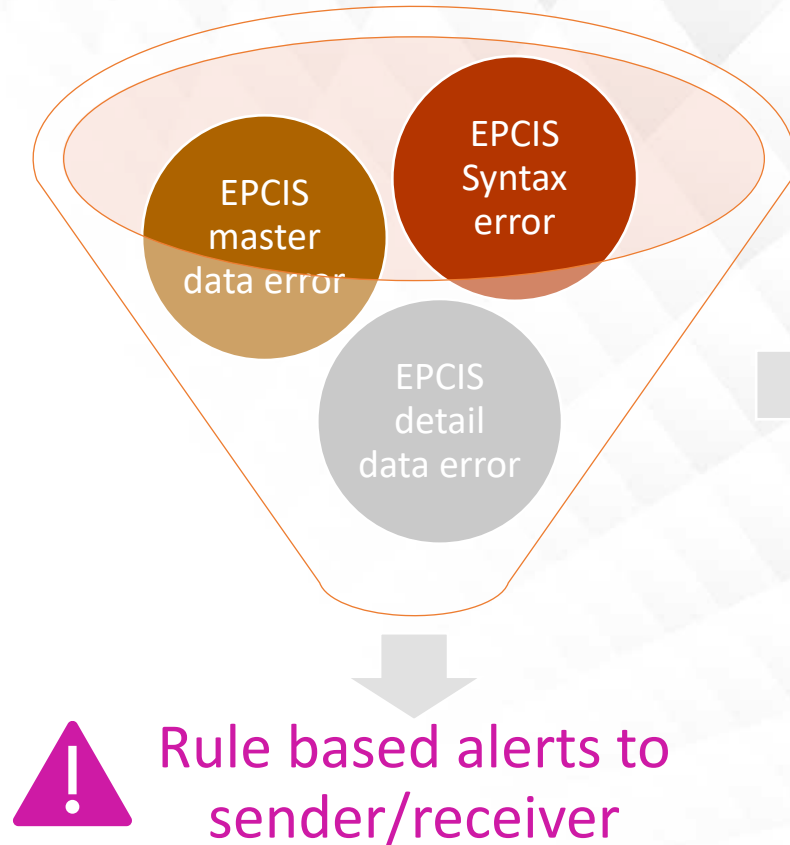 EPCIS
Syntax
error
EPCIS
master
data error
EPCIS
detail
data error
Rule based alerts to
sender/receiver